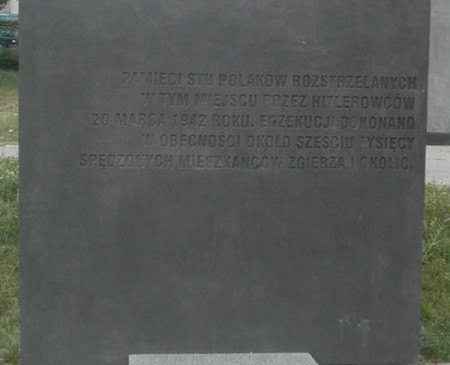 PAMIĘCI STU POLAKÓW ROZSTRZELANYCH
W TYM MIEJSCU PRZEZ HITLEROWCÓW
20 MARCA 1942 ROKU. EGZEKUCJI DOKONANO
W OBECNOŚCI OKOŁO SZEŚCIU TYSIĘCY
SPĘDZONYCH MIESZKAŃCÓW ZGIERZA I OKOLIC.